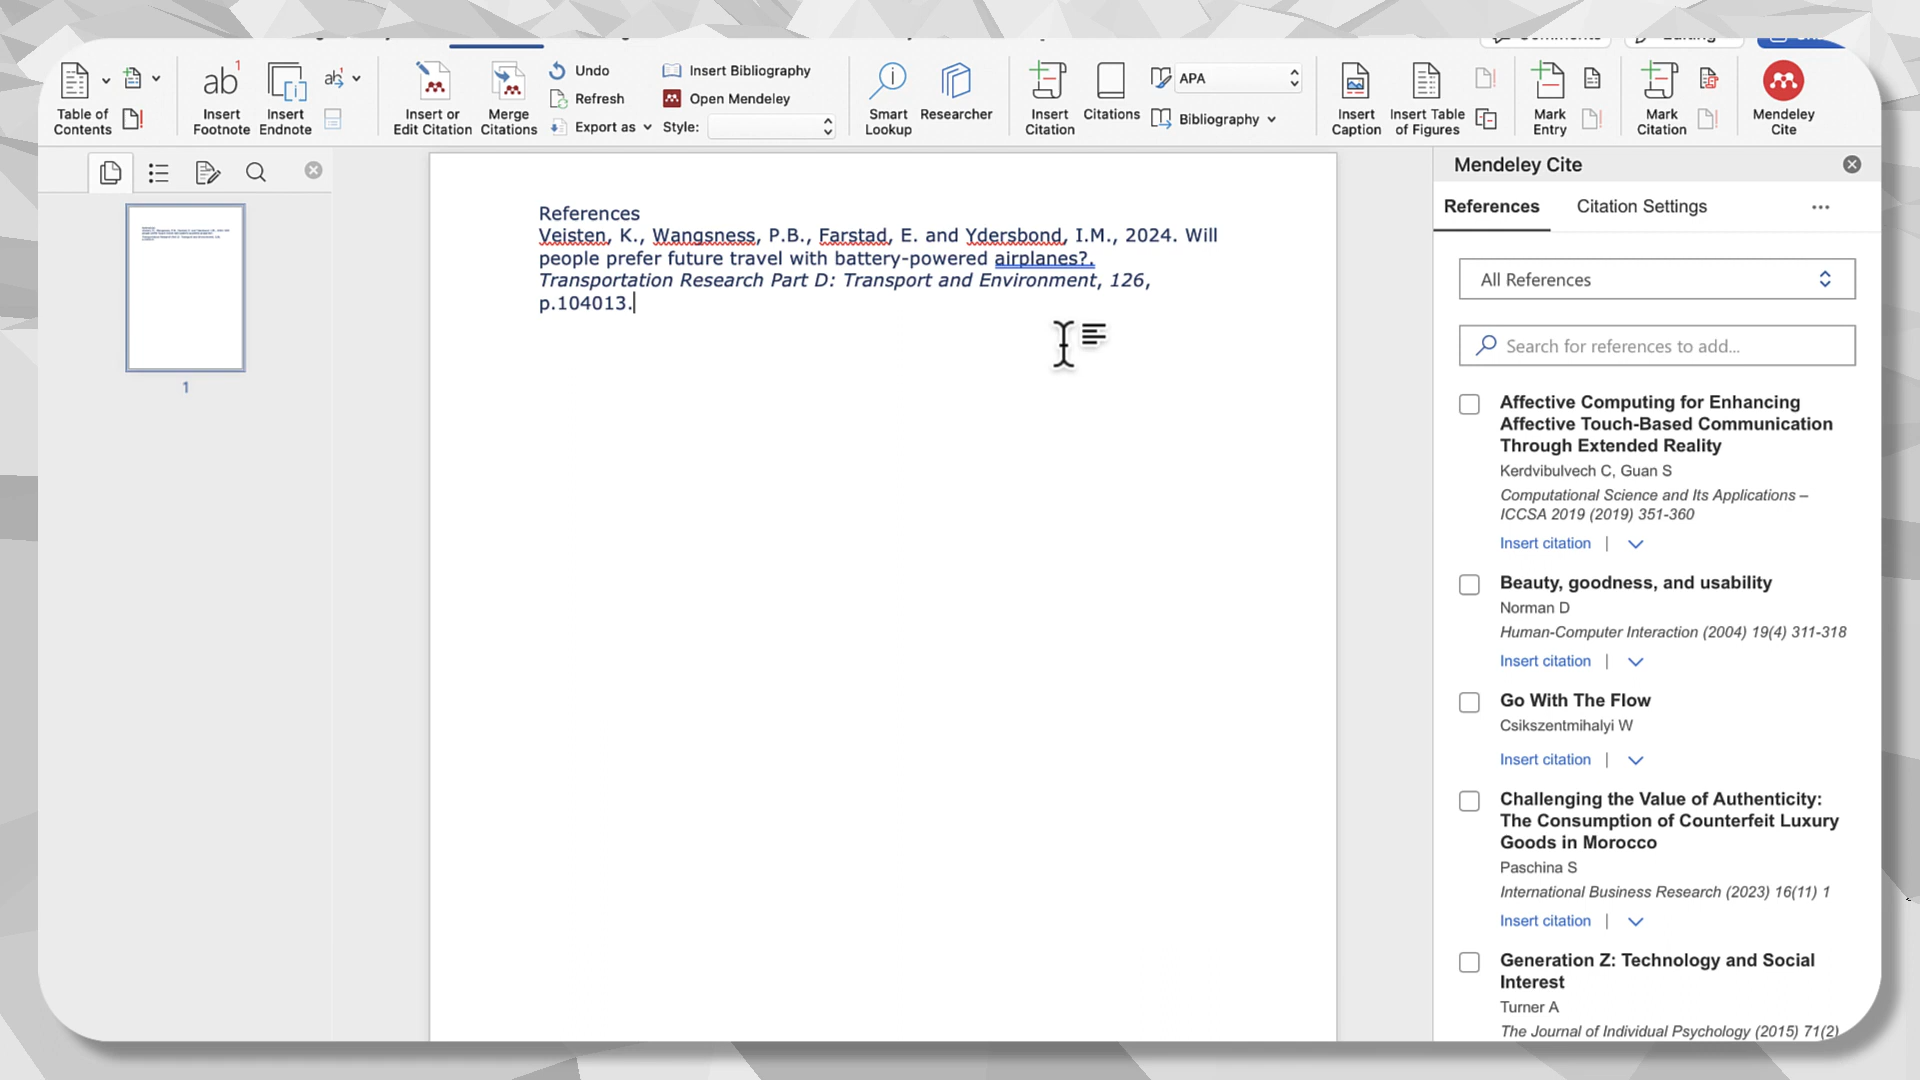 Table of
Contents
ab
1
Insert
Footnote
Insert
Endnote
ab
1
Insert or
Edit Citation
Merge
Citations
Undo
Refresh
Export as
Insert Bibliography
Open Mendeley
Style:
Smart
Lookup
Researcher
Insert
Citation
Citations
APA
Bibliography
Insert
Caption
Insert Table
of Figures
Mark
Entry
Mark
Citation
Mendeley
Cite
1
References
Veisten, K., Wangsness, P.B., Farstad, E. and Ydersbond, I.M., 2024. Will
people prefer future travel with battery-powered airplanes?.
Transportation Research Part D: Transport and Environment, 126,
p.104013.
Mendeley Cite
References
Citation Settings
All References
Search for references to add...
Affective Computing for Enhancing
Affective Touch-Based Communication
Through Extended Reality
Kerdvibulvech C, Guan S
Computational Science and Its Applications –
ICCSA 2019 (2019) 351-360
Insert citation |
Beauty, goodness, and usability
Norman D
Human-Computer Interaction (2004) 19(4) 311-318
Insert citation |
Go With The Flow
Csikszentmihalyi W
Insert citation |
Challenging the Value of Authenticity:
The Consumption of Counterfeit Luxury
Goods in Morocco
Paschina S
International Business Research (2023) 16(11) 1
Insert citation |
Generation Z: Technology and Social
Interest
Turner A
The Journal of Individual Psychology (2015) 71(2)